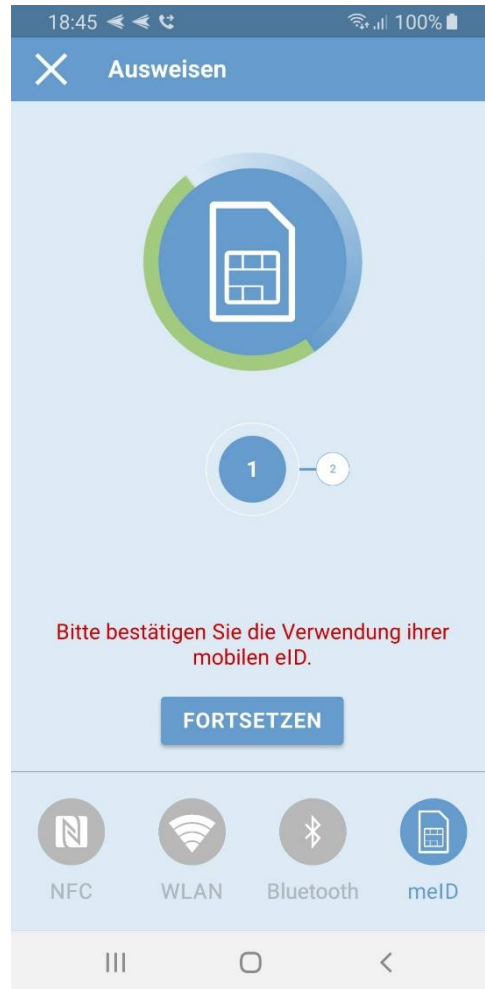 18:45 100%
Ausweisen
1 2
Bitte bestätigen Sie die Verwendung ihrer
mobilen eID.
FORTSETZEN
NFC WLAN Bluetooth meID